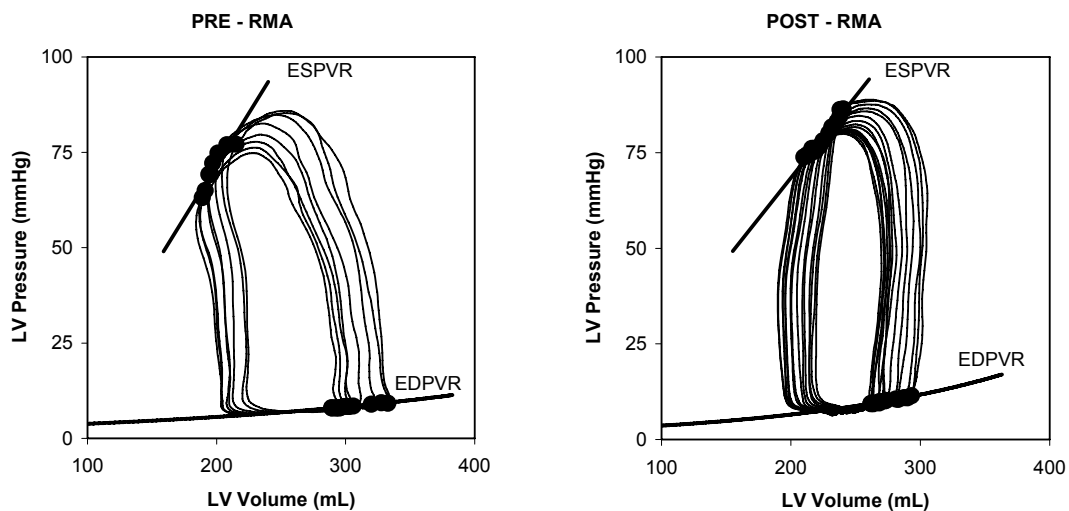 PRE - RMA
100
75
50
25
0
LV Pressure (mmHg)
ESPVR
EDPVR
100 200 300 400
LV Volume (mL)
POST - RMA
100
75
50
25
0
LV Pressure (mmHg)
ESPVR
EDPVR
100 200 300 400
LV Volume (mL)